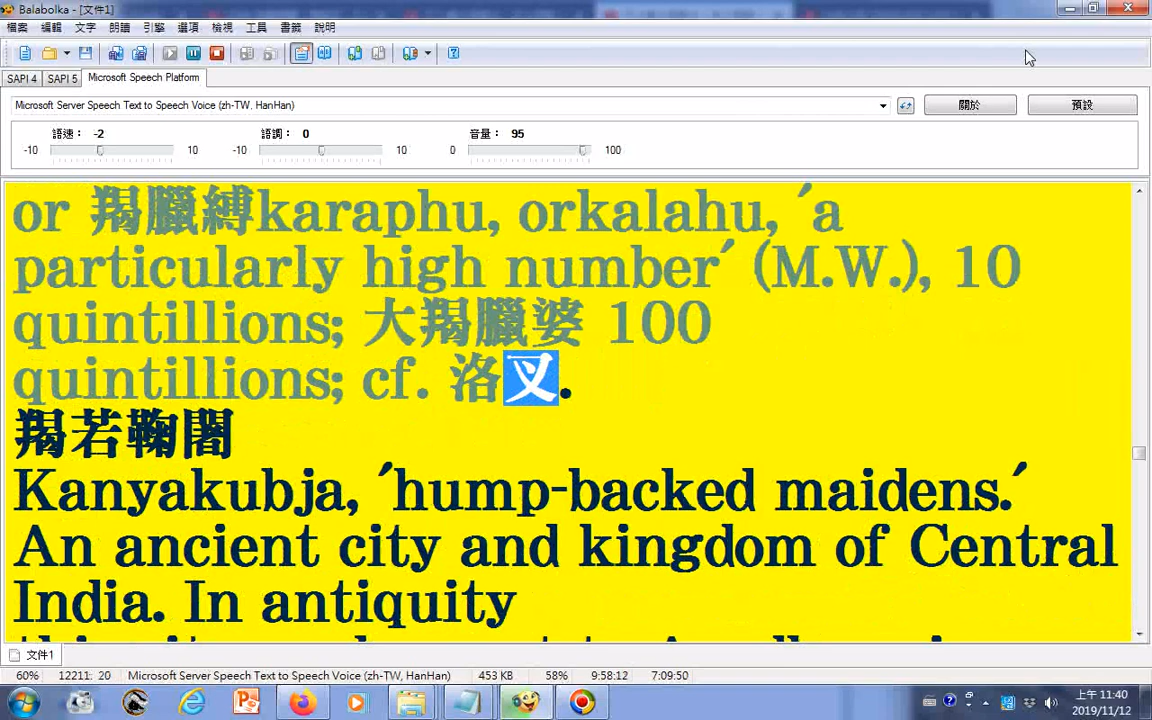 Balabolka - [文件1]
檔案 編輯 文字 朗讀 引擎 選項 檢視 工具 書籤 說明
SAPI 4 SAPI 5 Microsoft Speech Platform
Microsoft Server Speech Text to Speech Voice (zh-TW, HanHan) 關於 預設
語速： -2 語調： 0 音量： 95
-10 10 -10 10 0 100
or 羯臘縛karaphu, orkalahu, ′a
particularly high number′ (M.W.), 10
quintillions; 大羯臘婆 100
quintillions; cf. 洛叉.
羯若鞠闍
Kanyakubja, ′hump-backed maidens.′
An ancient city and kingdom of Central
India. In antiquity
文件1
60% 12211: 20 Microsoft Server Speech Text to Speech Voice (zh-TW, HanHan) 453 KB 58% 9:58:12 7:09:50
上午 11:40
2019/11/12